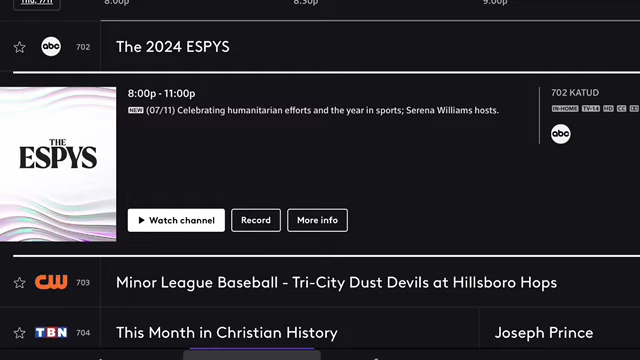 Thu, 7/11
8:00p
8:30p
9:00p
abc
702
The 2024 ESPYS
THE
ESPYS
8:00p - 11:00p
NEW (07/11) Celebrating humanitarian efforts and the year in sports; Serena Williams hosts.
702 KATUD
IN-HOME TV-14 HD CC
abc
Watch channel
Record
More info
CW
703
Minor League Baseball - Tri-City Dust Devils at Hillsboro Hops
TBN
704
This Month in Christian History
Joseph Prince